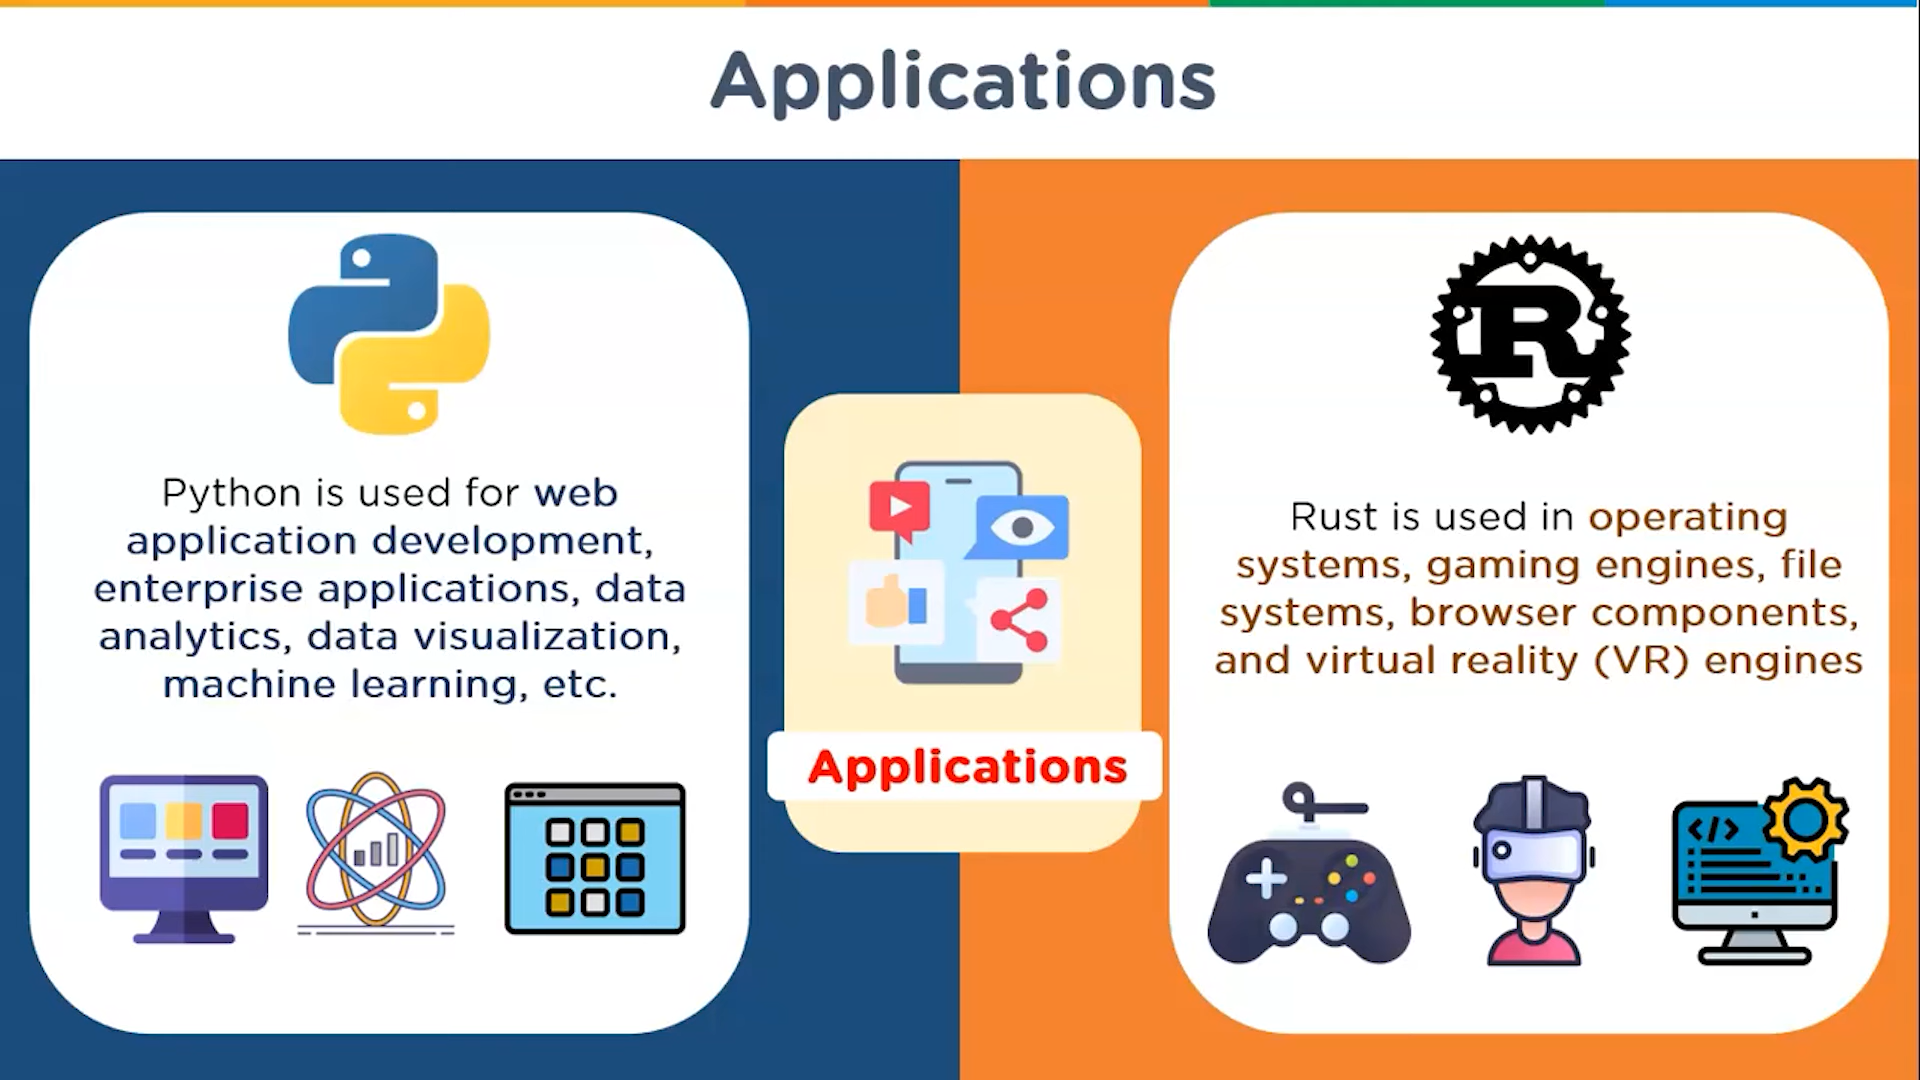 Applications
Python is used for web
application development,
enterprise applications, data
analytics, data visualization,
machine learning, etc.
Applications
R
Rust is used in operating
systems, gaming engines, file
systems, browser components,
and virtual reality (VR) engines
</>